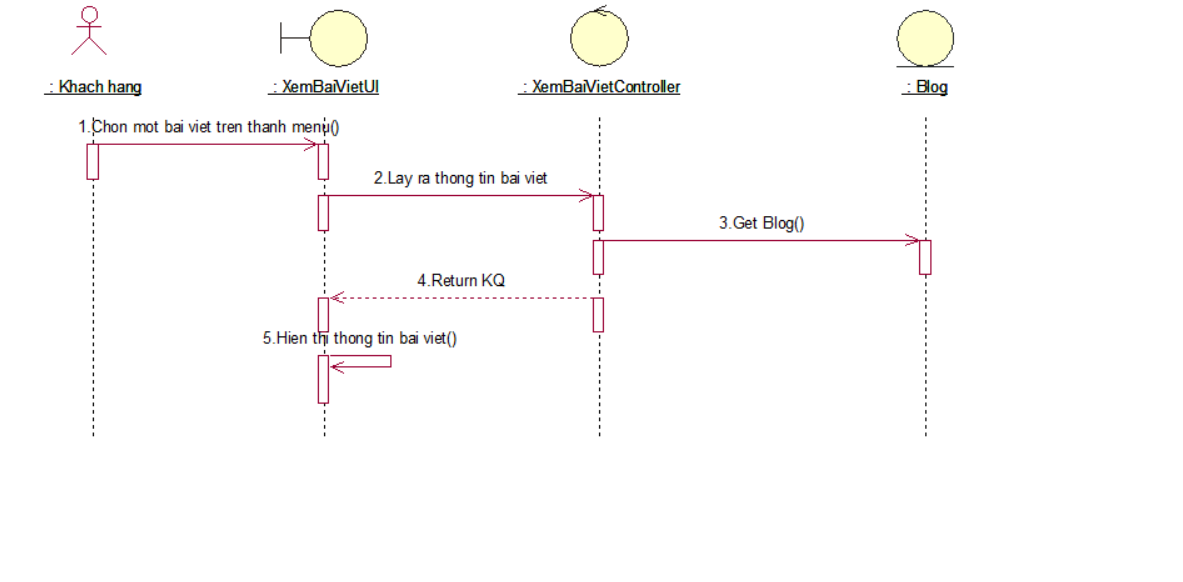 : Khach hang
: XemBaiVietUI
: XemBaiVietController
: Blog
1.Chon mot bai viet tren thanh menu()
2.Lay ra thong tin bai viet
3.Get Blog()
4.Return KQ
5.Hien thi thong tin bai viet()